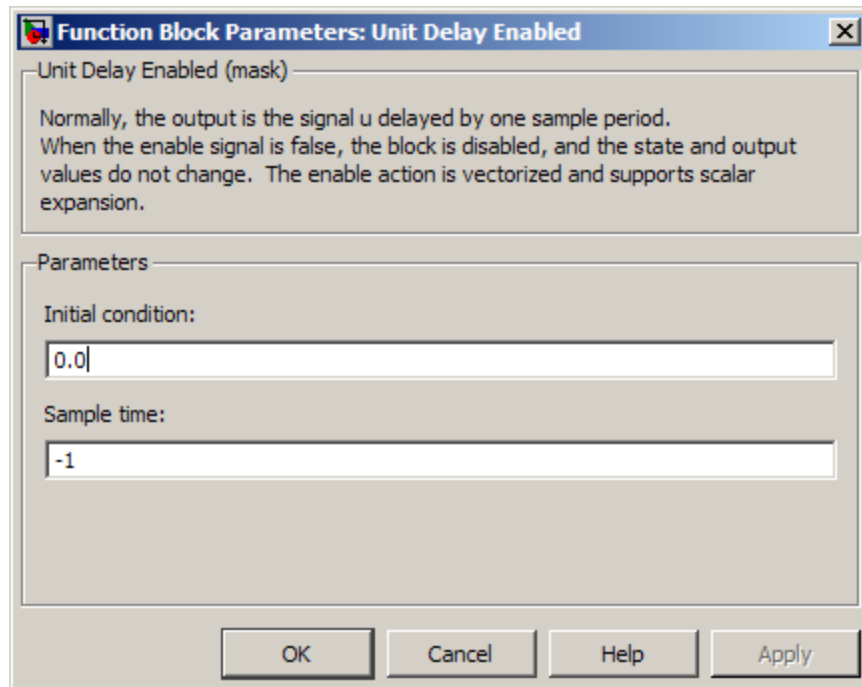 Function Block Parameters: Unit Delay Enabled
Unit Delay Enabled (mask)
Normally, the output is the signal u delayed by one sample period.
When the enable signal is false, the block is disabled, and the state and output
values do not change. The enable action is vectorized and supports scalar
expansion.
Parameters
Initial condition:
0.0
Sample time:
-1
OK Cancel Help Apply